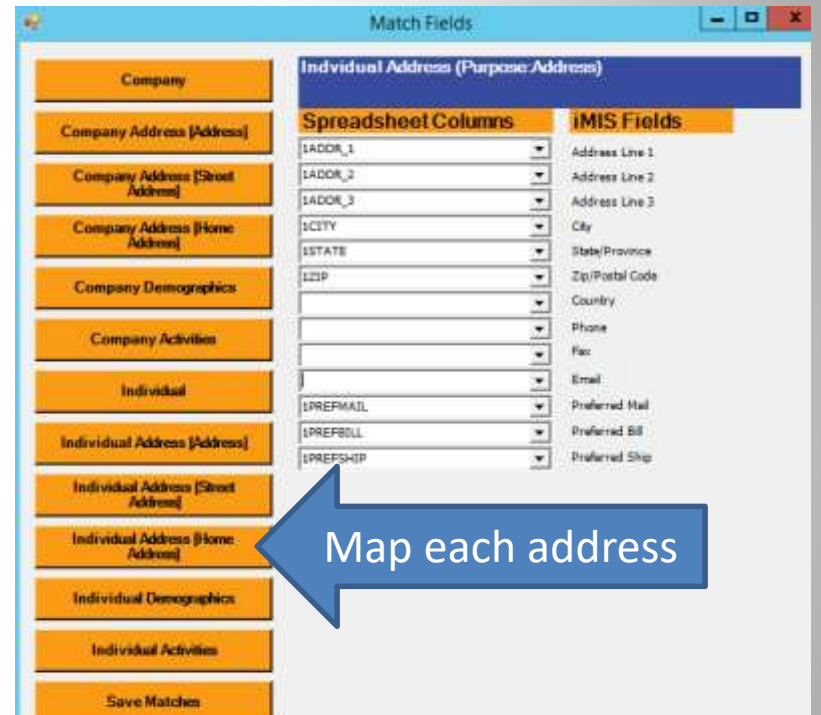 Match Fields
Company
Company Address [Address]
Company Address [Street
Address]
Company Address [Home
Address]
Company Demographics
Company Activities
Individual
Individual Address [Address]
Individual Address [Street
Address]
Individual Address [Home
Address]
Individual Demographics
Individual Activities
Save Matches
Indvidual Address (Purpose:Address)
Spreadsheet Columns iMIS Fields
1ADDR_1 Address Line 1
1ADDR_2 Address Line 2
1ADDR_3 Address Line 3
1CITY City
1STATE State/Province
1ZIP Zip/Postal Code
Country
Phone
Fax
Email
1PREFMAIL Preferred Mail
1PREFBILL Preferred Bill
1PREFSHIP Preferred Ship
Map each address